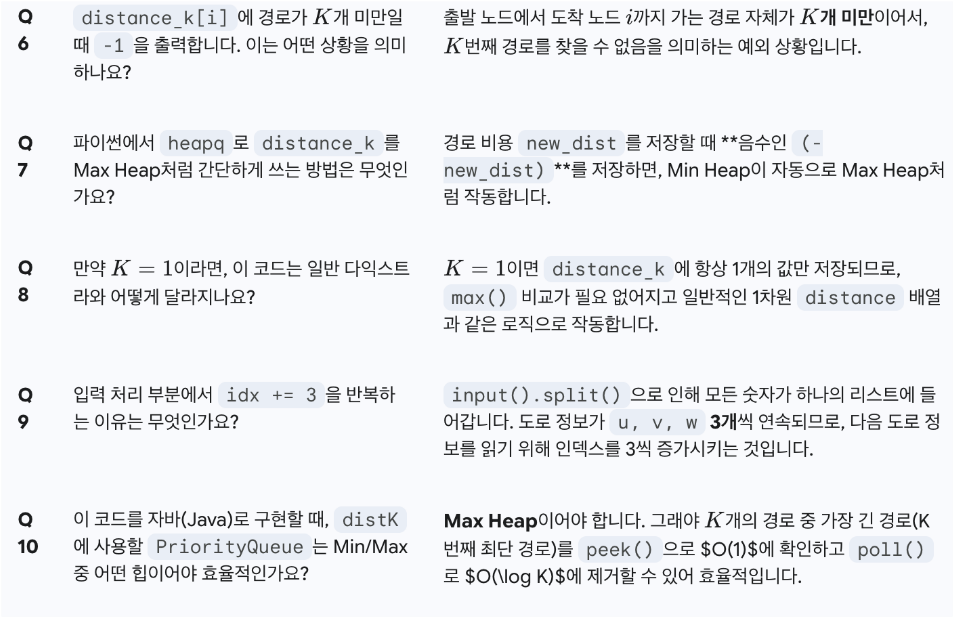 Q
6
distance_k[i] 에 경로가 K개 미만일
때 -1 을 출력합니다. 이는 어떤 상황을 의미
하나요?
출발 노드에서 도착 노드 i까지 가는 경로 자체가 K개 미만이어서,
K번째 경로를 찾을 수 없음을 의미하는 예외 상황입니다.
Q
7
파이썬에서 heapq 로 distance_k 를
Max Heap처럼 간단하게 쓰는 방법은 무엇인
가요?
경로 비용 new_dist 를 저장할 때 **음수인 (-
new_dist) **를 저장하면, Min Heap이 자동으로 Max Heap처
럼 작동합니다.
Q
8
만약 K = 1이라면, 이 코드는 일반 다익스트
라와 어떻게 달라지나요?
K = 1이면 distance_k 에 항상 1개의 값만 저장되므로,
max() 비교가 필요 없어지고 일반적인 1차원 distance 배열
과 같은 로직으로 작동합니다.
Q
9
입력 처리 부분에서 idx += 3 을 반복하
는 이유는 무엇인가요?
input().split() 으로 인해 모든 숫자가 하나의 리스트에 들
어갑니다. 도로 정보가 u, v, w 3개씩 연속되므로, 다음 도로 정
보를 읽기 위해 인덱스를 3씩 증가시키는 것입니다.
Q
10
이 코드를 자바(Java)로 구현할 때, distK
에 사용할 PriorityQueue 는 Min/Max
중 어떤 힙이어야 효율적인가요?
Max Heap이어야 합니다. 그래야 K개의 경로 중 가장 긴 경로(K
번째 최단 경로)를 peek() 으로 $O(1)$에 확인하고 poll()
로 $O(\log K)$에 제거할 수 있어 효율적입니다.